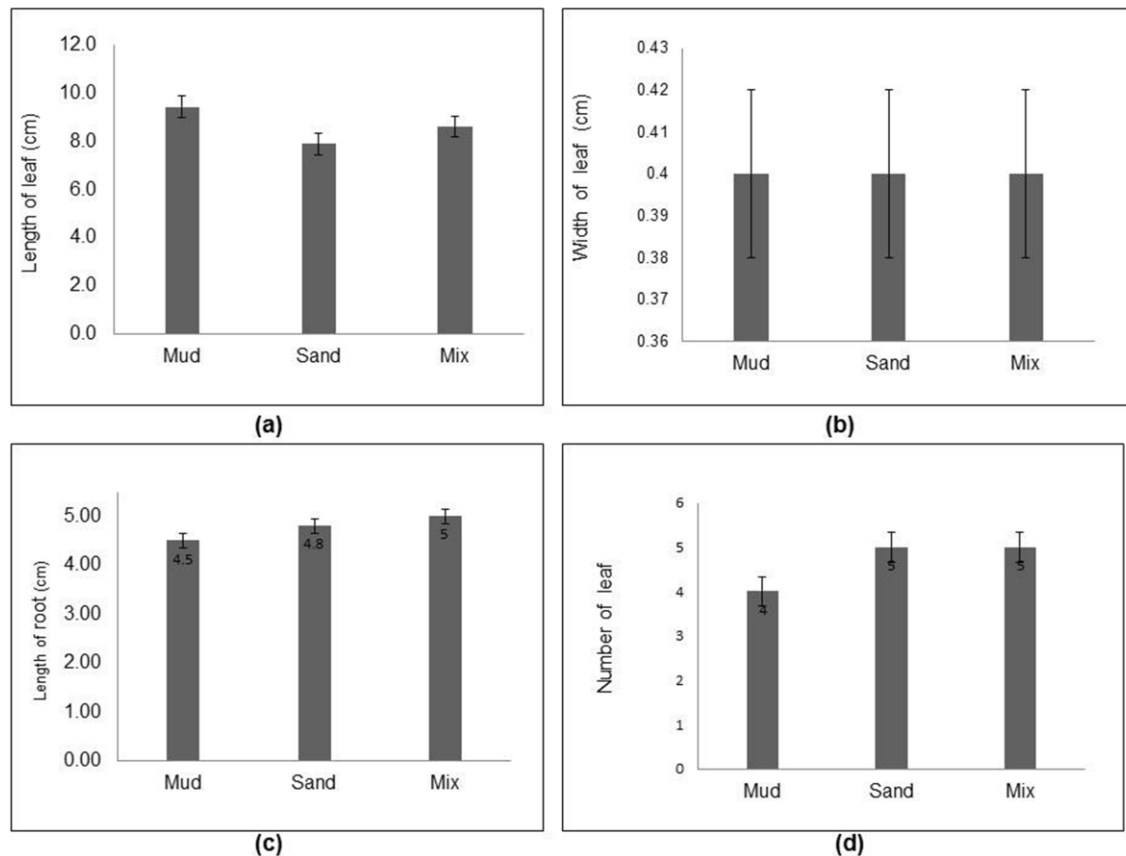 Length of leaf (cm)
12.0
10.0
8.0
6.0
4.0
2.0
0.0
Mud Sand Mix
(a)
Width of leaf (cm)
0.43
0.42
0.41
0.4
0.39
0.38
0.37
0.36
Mud Sand Mix
(b)
Length of root (cm)
5.00
4.00
3.00
2.00
1.00
0.00
4.5 4.8 5
Mud Sand Mix
(c)
Number of leaf
6
5
4
3
2
1
0
4 5 5
Mud Sand Mix
(d)